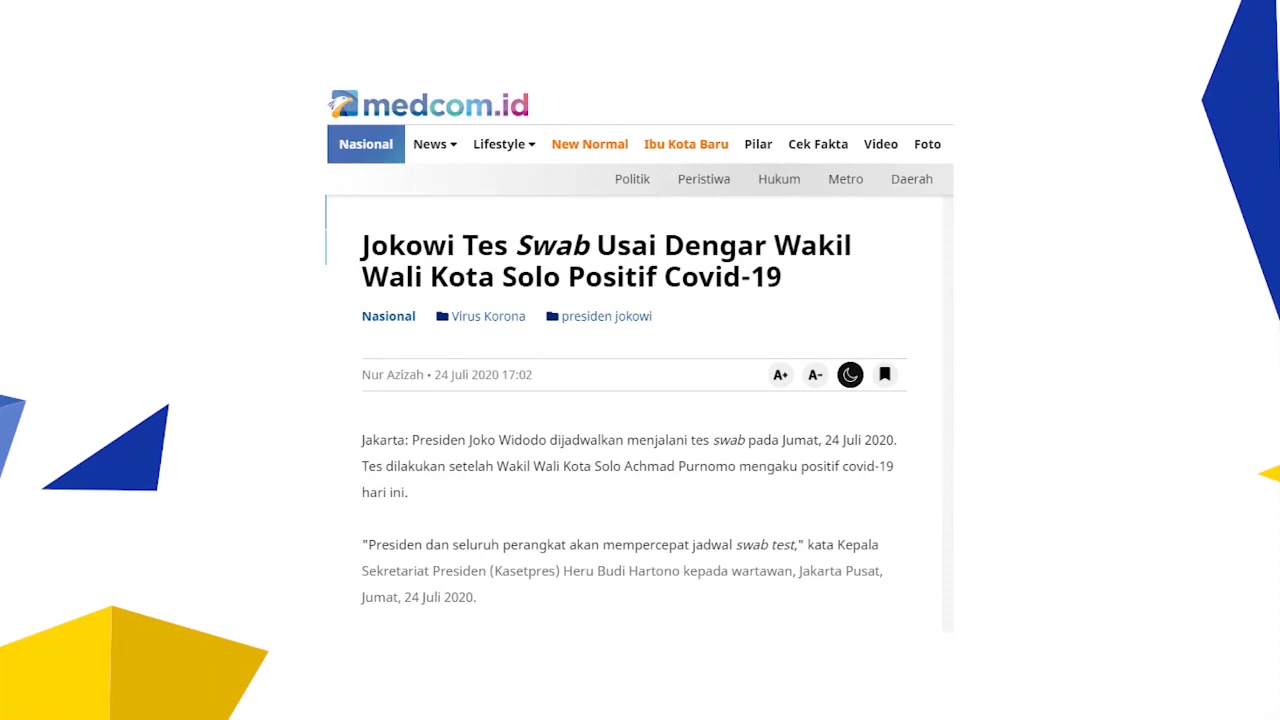 medcom.id
Nasional News Lifestyle New Normal Ibu Kota Baru Pilar Cek Fakta Video Foto
Politik Peristiwa Hukum Metro Daerah
Jokowi Tes Swab Usai Dengar Wakil
Wali Kota Solo Positif Covid-19
Nasional Virus Korona presiden jokowi
Nur Azizah • 24 Juli 2020 17:02
A+ A-
Jakarta: Presiden Joko Widodo dijadwalkan menjalani tes swab pada Jumat, 24 Juli 2020.
Tes dilakukan setelah Wakil Wali Kota Solo Achmad Purnomo mengaku positif covid-19
hari ini.
"Presiden dan seluruh perangkat akan mempercepat jadwal swab test," kata Kepala
Sekretariat Presiden (Kasetpres) Heru Budi Hartono kepada wartawan, Jakarta Pusat,
Jumat, 24 Juli 2020.